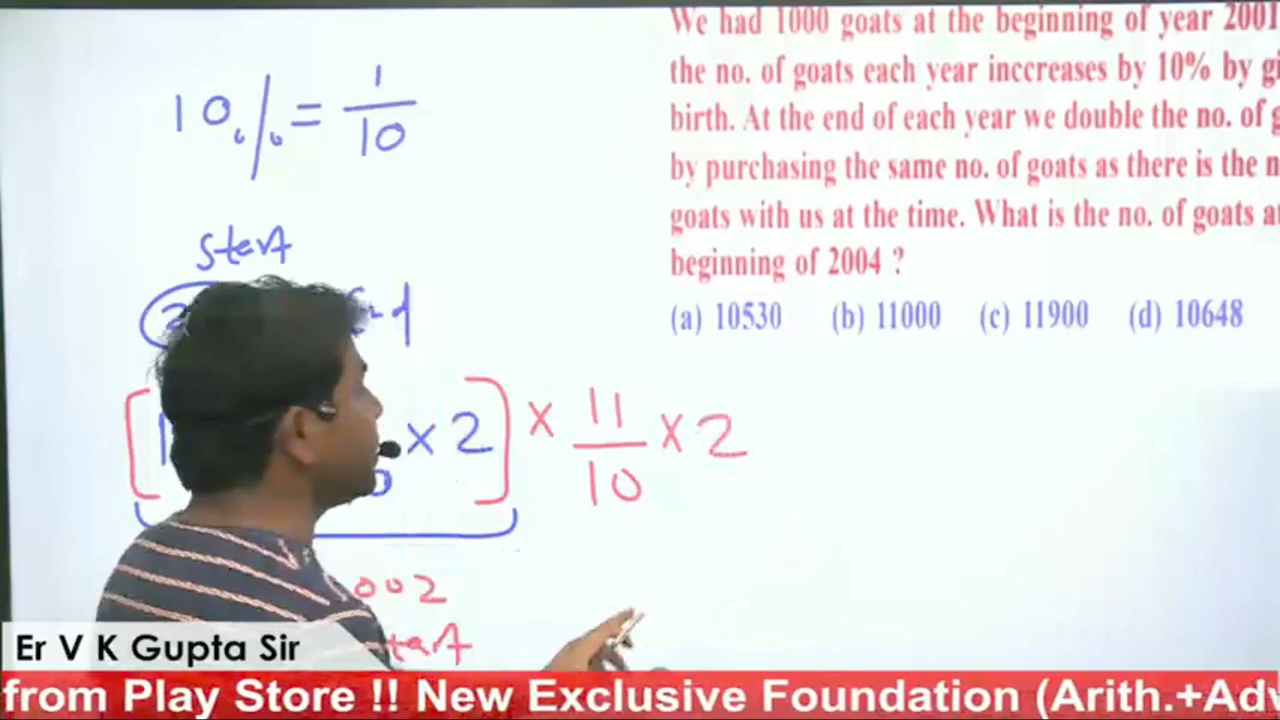 We had 1000 goats at the beginning of year 2001
the no. of goats each year inccreases by 10% by
birth. At the end of each year we double the no. of
by purchasing the same no. of goats as there is the
goats with us at the time. What is the no. of goats
beginning of 2004 ?
(a) 10530 (b) 11000 (c) 11900 (d) 10648
10% = 1/10
start
× 2] × 11/10 × 2
Er V K Gupta Sir
from Play Store !! New Exclusive Foundation (Arith.+Adv